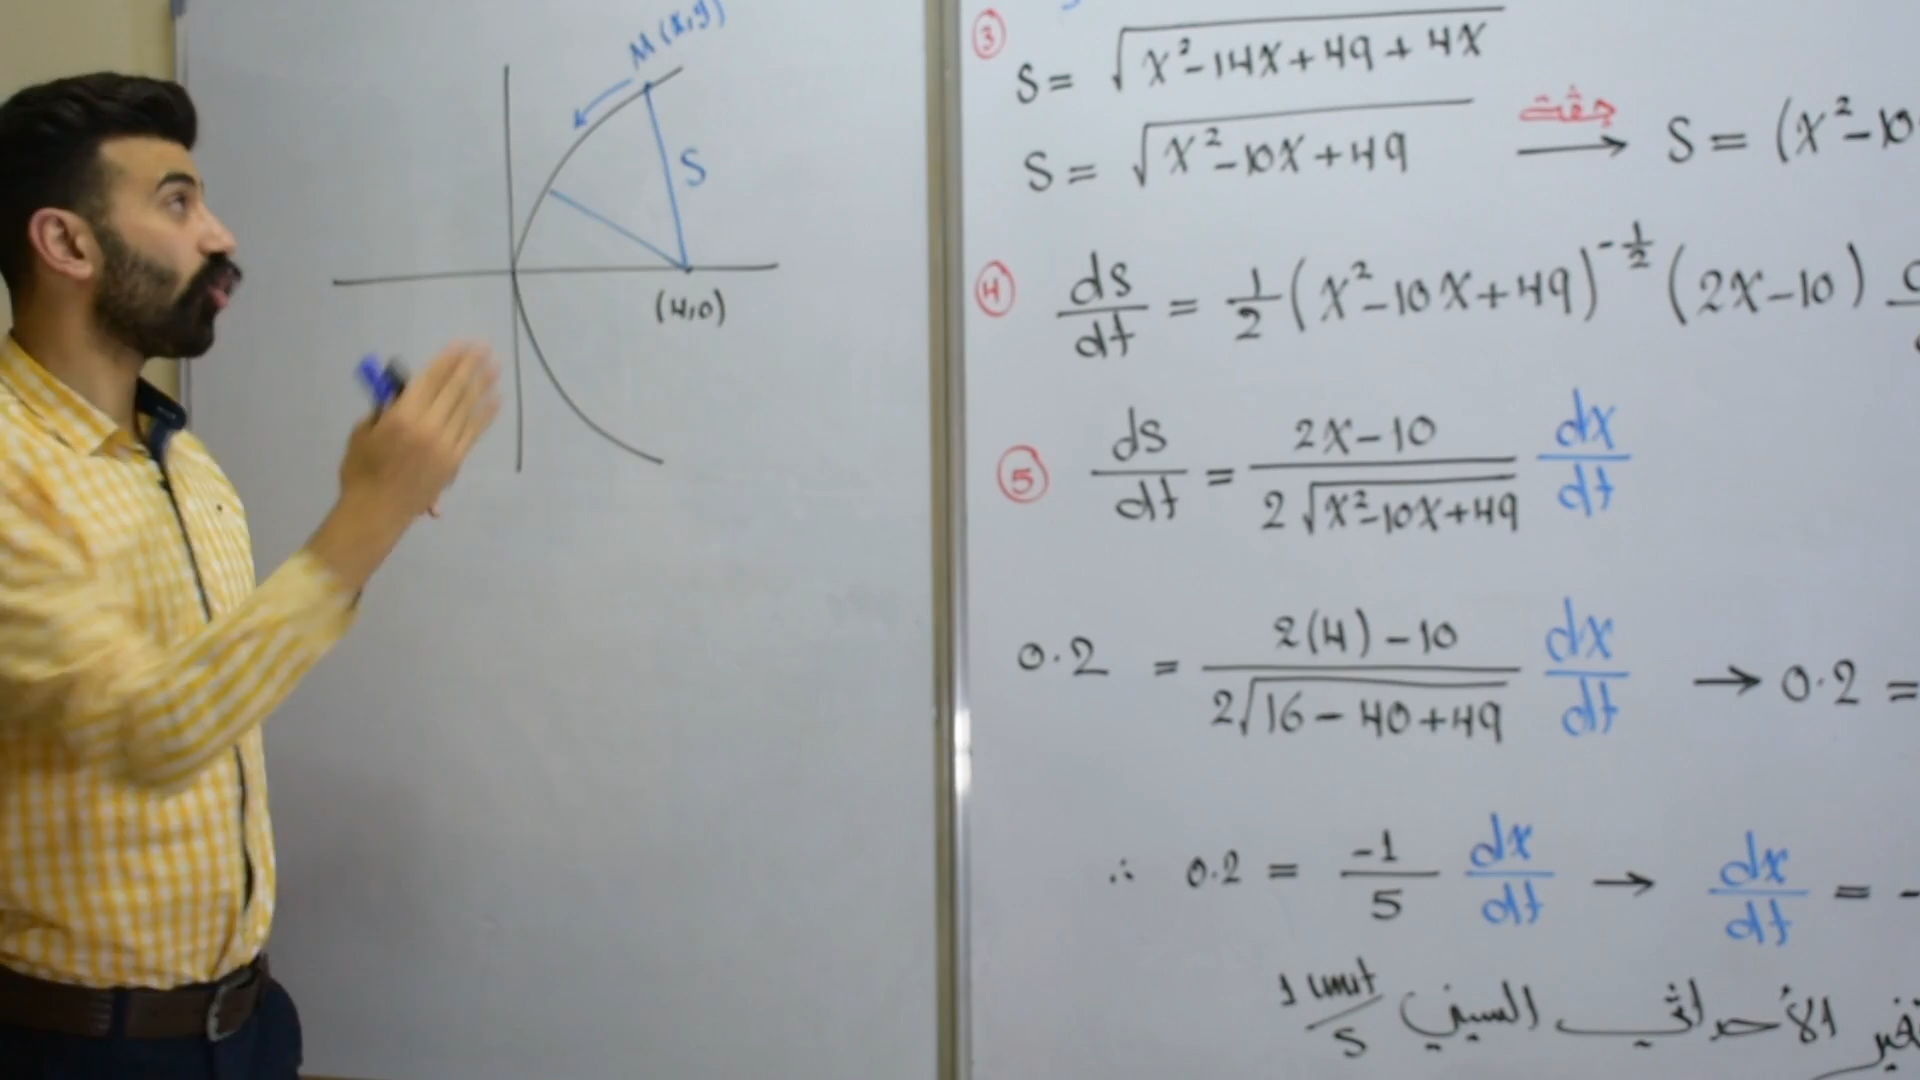 M(x,y)
S
(4,0)
③ S = √(x²-14x+49+4x)
S = √(x²-10x+49) → S = (x²-10
④ ds/dt = 1/2 (x²-10x+49)^(-1/2) (2x-10)
⑤ ds/dt = (2x-10)/(2√(x²-10x+49)) dx/dt
0.2 = (2(4)-10)/(2√(16-40+49)) dx/dt → 0.2 =
∴ 0.2 = -1/5 dx/dt → dx/dt = -
الأحداثي السيني 1 unit/s